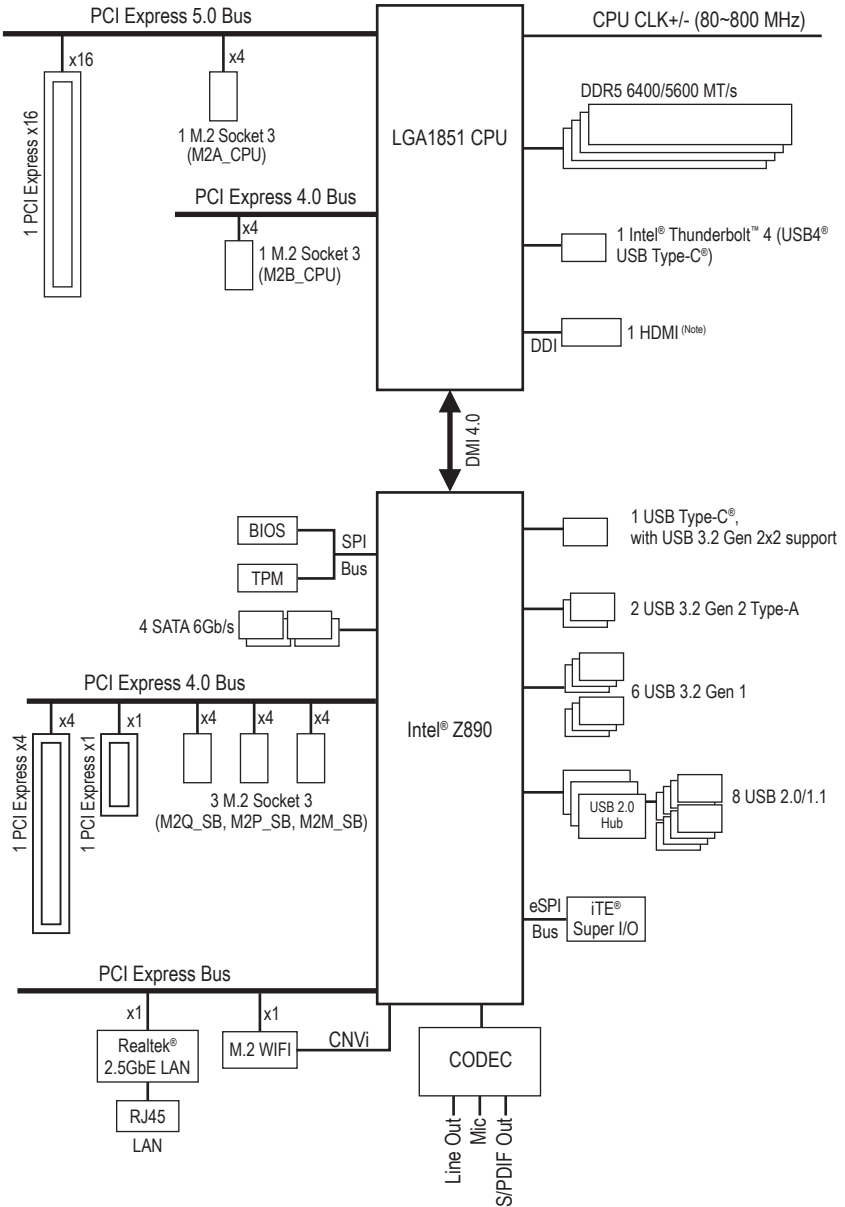 PCI Express 5.0 Bus
CPU CLK+/- (80~800 MHz)
x16
x4
DDR5 6400/5600 MT/s
1 PCI Express x16
1 M.2 Socket 3
(M2A_CPU)
LGA1851 CPU
PCI Express 4.0 Bus
x4
1 M.2 Socket 3
(M2B_CPU)
1 Intel® Thunderbolt™ 4 (USB4®
USB Type-C®)
DDI
1 HDMI (Note)
DMI 4.0
BIOS
TPM
SPI
Bus
1 USB Type-C®,
with USB 3.2 Gen 2x2 support
4 SATA 6Gb/s
2 USB 3.2 Gen 2 Type-A
PCI Express 4.0 Bus
6 USB 3.2 Gen 1
x4
x1
x4
x4
x4
Intel® Z890
1 PCI Express x4
1 PCI Express x1
3 M.2 Socket 3
(M2Q_SB, M2P_SB, M2M_SB)
USB 2.0
Hub
8 USB 2.0/1.1
eSPI
Bus
iTE®
Super I/O
PCI Express Bus
x1
x1
Realtek®
2.5GbE LAN
M.2 WIFI
CNVi
CODEC
RJ45
LAN
Line Out
Mic
S/PDIF Out